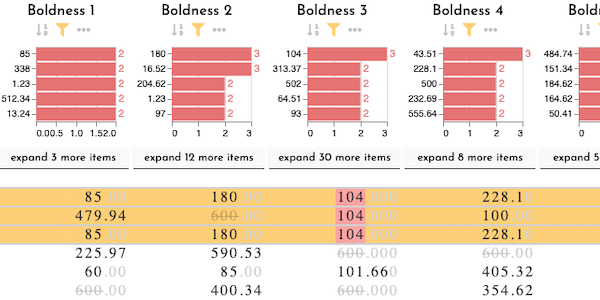 Boldness 1 Boldness 2 Boldness 3 Boldness 4 Boldn
85 2 180 3 104 3 43.51 3 484.74
338 2 16.52 3 313.37 2 228.1 2 151.34
1.23 2 204.62 2 502 2 500 2 184.62
512.34 2 1.23 2 64.51 2 232.69 2 164.62
13.24 2 97 2 93 2 555.64 2 50.41
0.00.5 1.0 1.52.0 0 1 2 3 0 1 2 3 0 1 2 3 0
expand 3 more items expand 12 more items expand 30 more items expand 8 more items expand 5
85.00 180.00 104.000 228.18
479.94 600.00 104.000 100.00
85.00 180.00 104.000 228.18
225.97 590.53 600.000 600.00
60.00 85.00 101.660 405.32
600.00 400.34 600.000 354.62